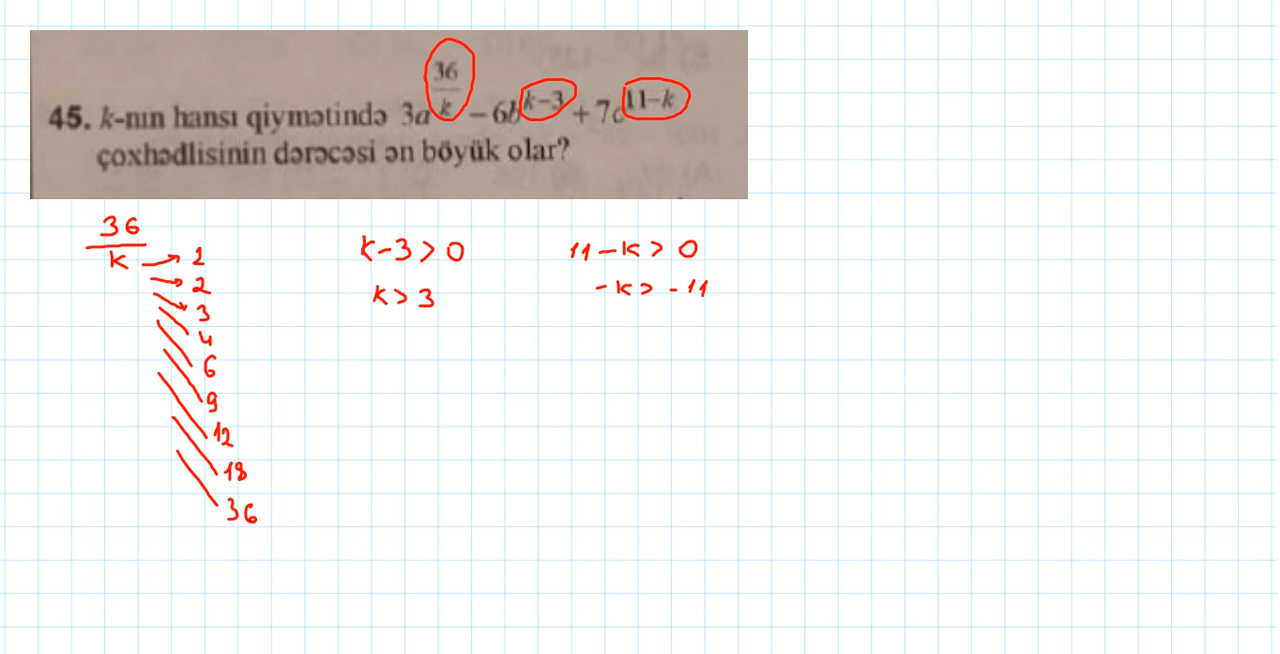 45. k-nın hansı qiymətində 3a^(36/k) − 6b^(k−3) + 7c^(11−k)
çoxhədlisinin dərəcəsi ən böyük olar?
36/k → 1
2
3
4
6
9
12
18
36
k-3>0
k>3
11-k>0
-k>-11